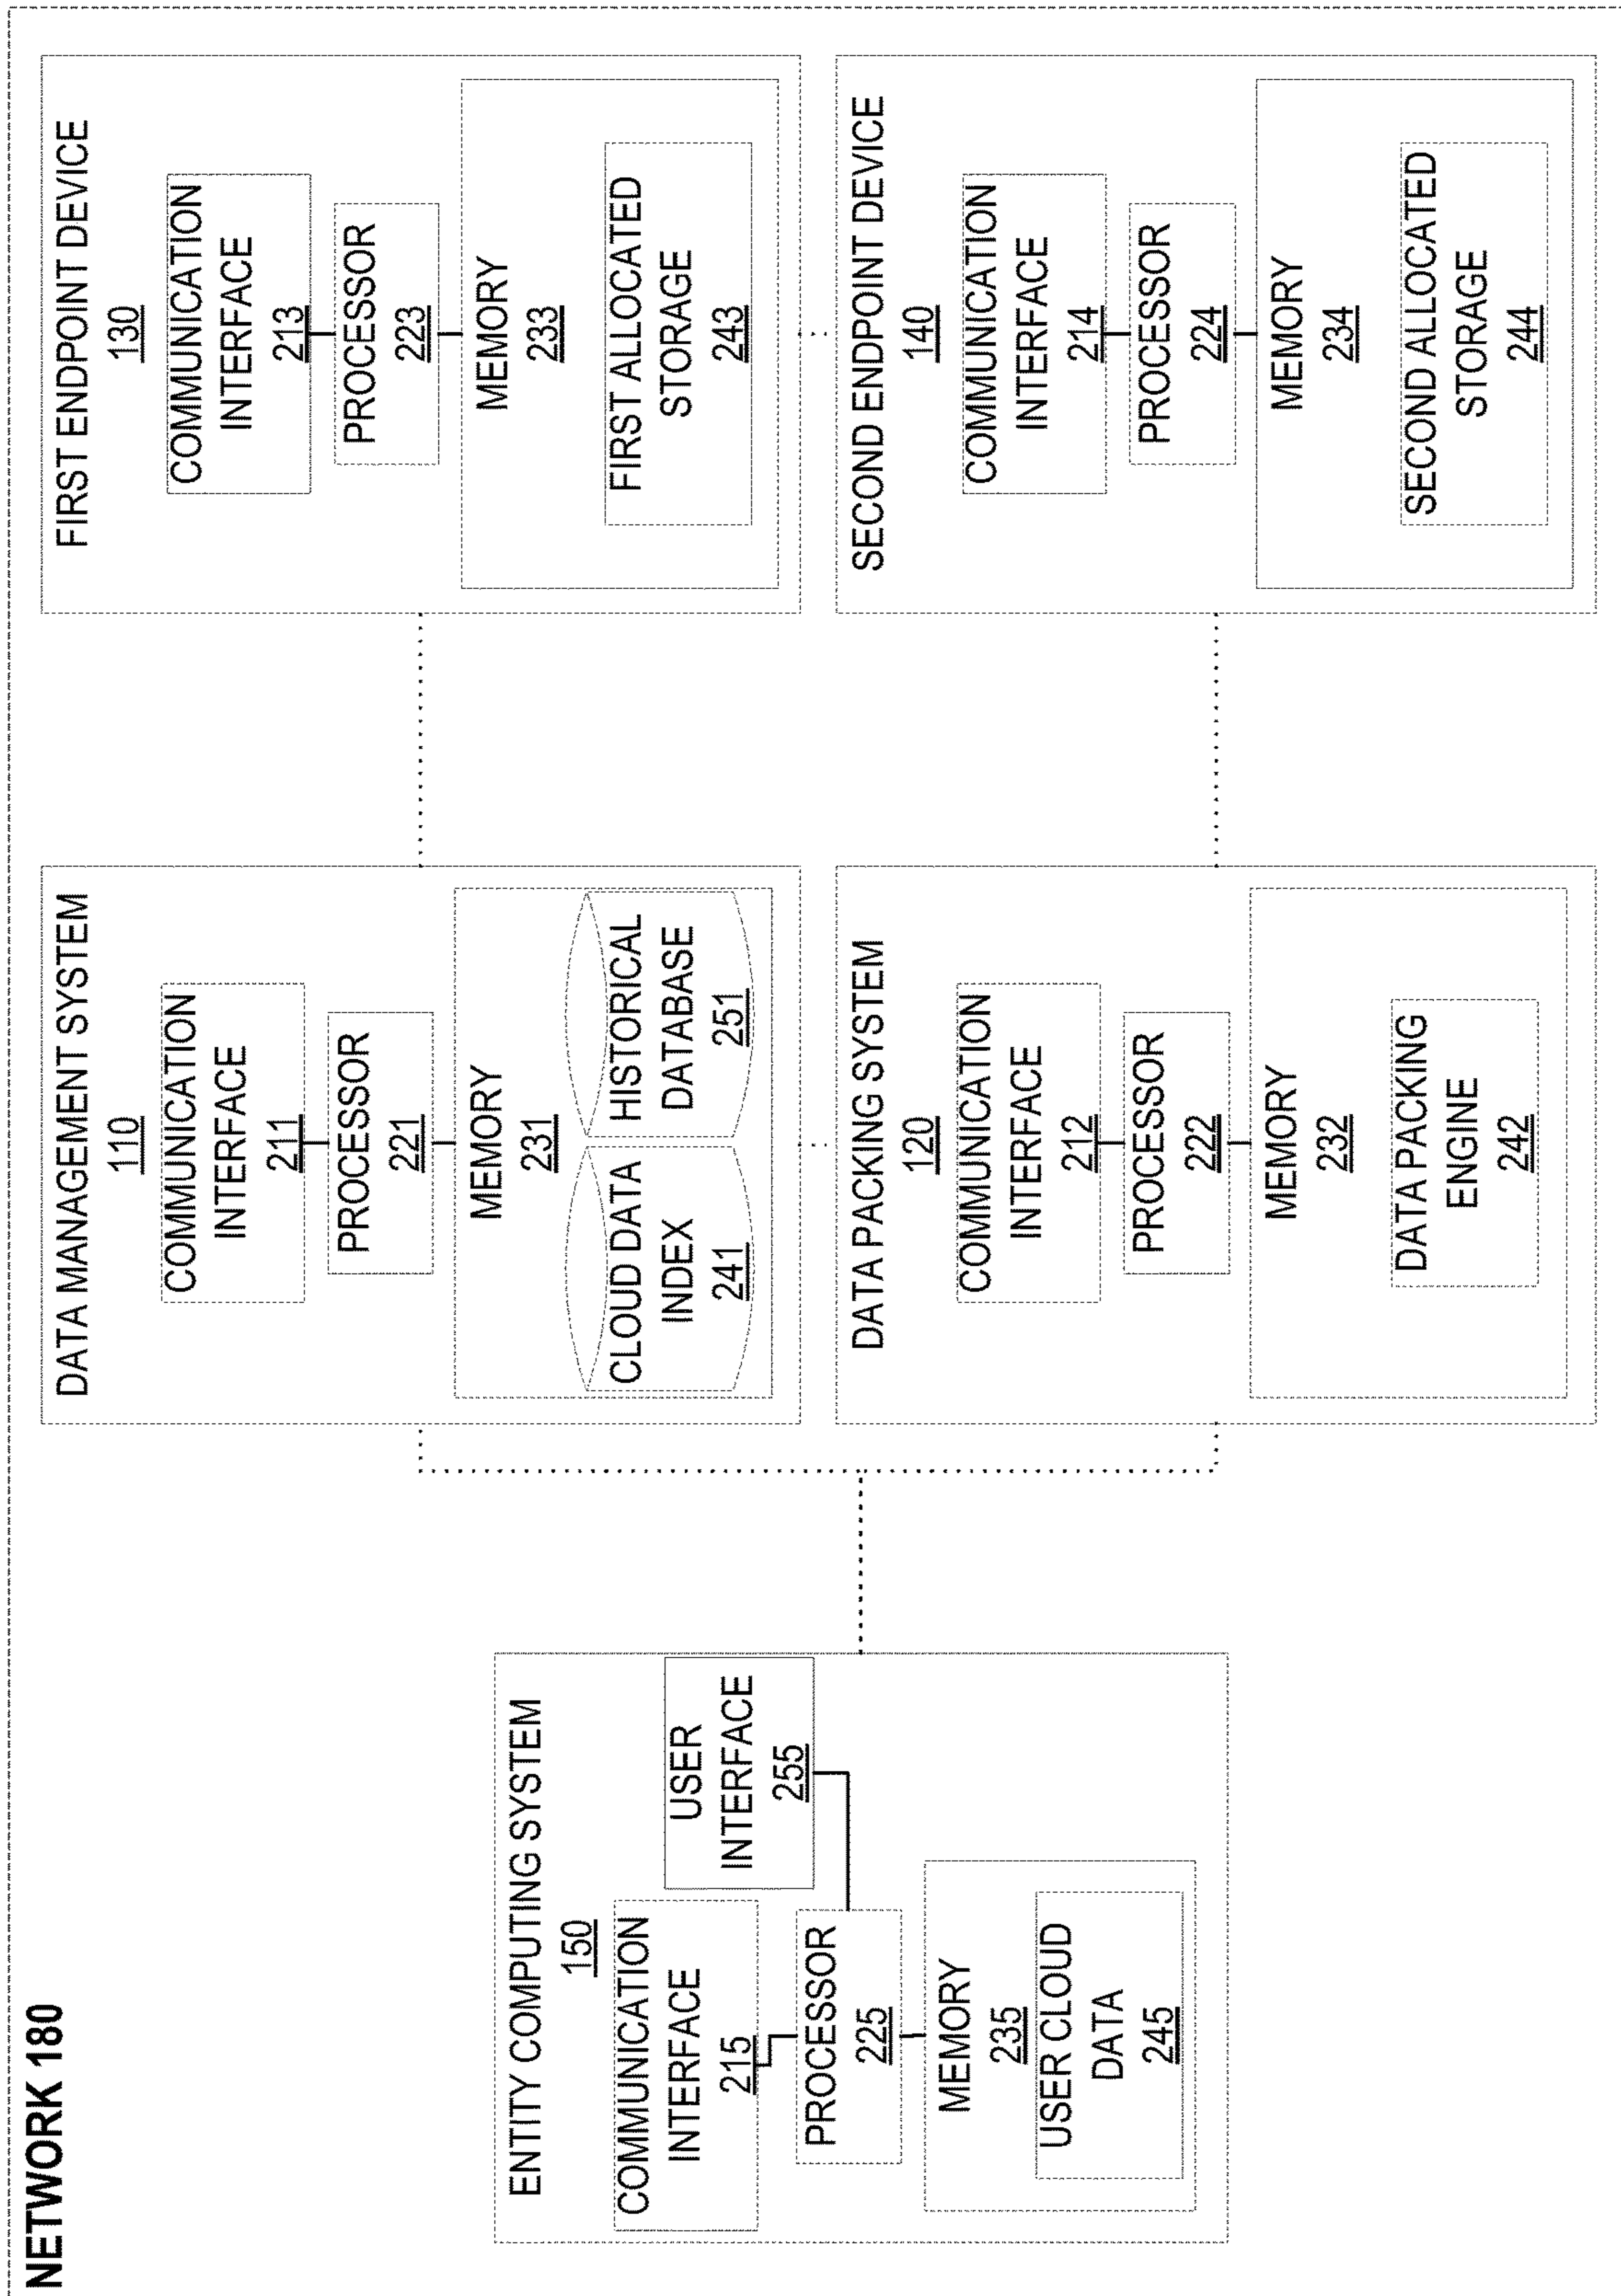 NETWORK 180
ENTITY COMPUTING SYSTEM
150
COMMUNICATION
INTERFACE
215
USER
INTERFACE
255
PROCESSOR
225
MEMORY
235
USER CLOUD
DATA
245
DATA MANAGEMENT SYSTEM
110
COMMUNICATION
INTERFACE
211
PROCESSOR
221
MEMORY
231
CLOUD DATA
INDEX
241
HISTORICAL
DATABASE
251
DATA PACKING SYSTEM
120
COMMUNICATION
INTERFACE
212
PROCESSOR
222
MEMORY
232
DATA PACKING
ENGINE
242
FIRST ENDPOINT DEVICE
130
COMMUNICATION
INTERFACE
213
PROCESSOR
223
MEMORY
233
FIRST ALLOCATED
STORAGE
243
SECOND ENDPOINT DEVICE
140
COMMUNICATION
INTERFACE
214
PROCESSOR
224
MEMORY
234
SECOND ALLOCATED
STORAGE
244